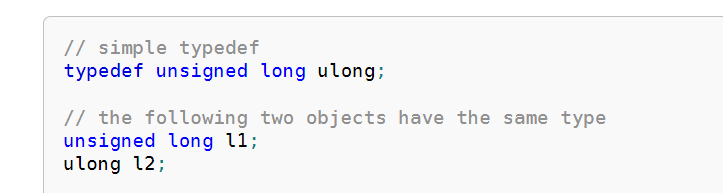 // simple typedef
typedef unsigned long ulong;
// the following two objects have the same type
unsigned long l1;
ulong l2;